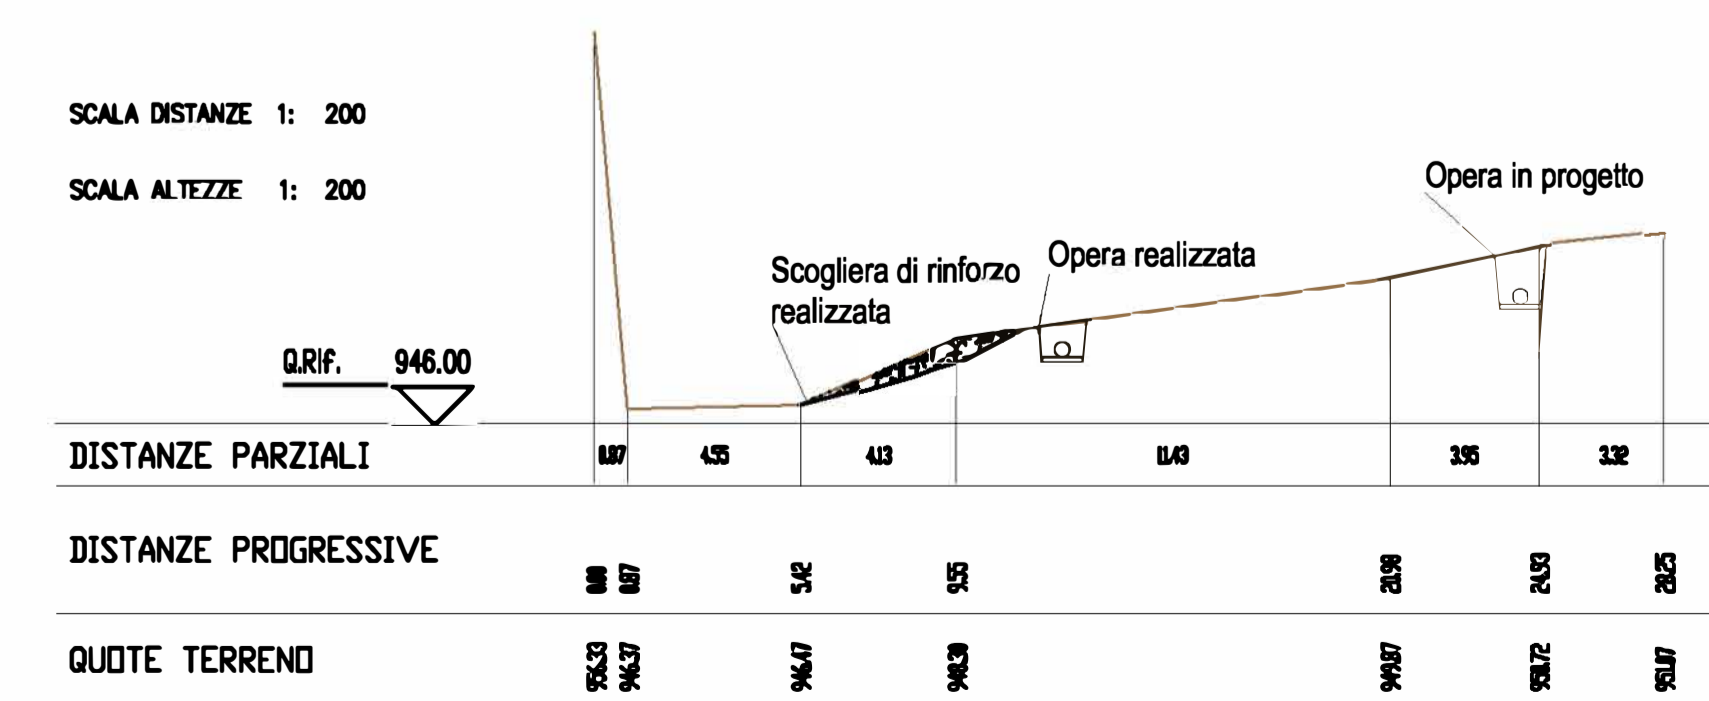 SCALA DISTANZE 1: 200
SCALA ALTEZZE 1: 200
Opera in progetto
Opera realizzata
Scogliera di rinforzo
realizzata
Q.Rif. 946.00
DISTANZE PARZIALI 0.87 4.55 4.13 11.43 3.95 3.32
DISTANZE PROGRESSIVE 0.00 0.87 5.42 9.55 20.98 24.93 28.25
QUOTE TERRENO 956.33 946.37 946.47 948.30 949.87 950.72 951.07